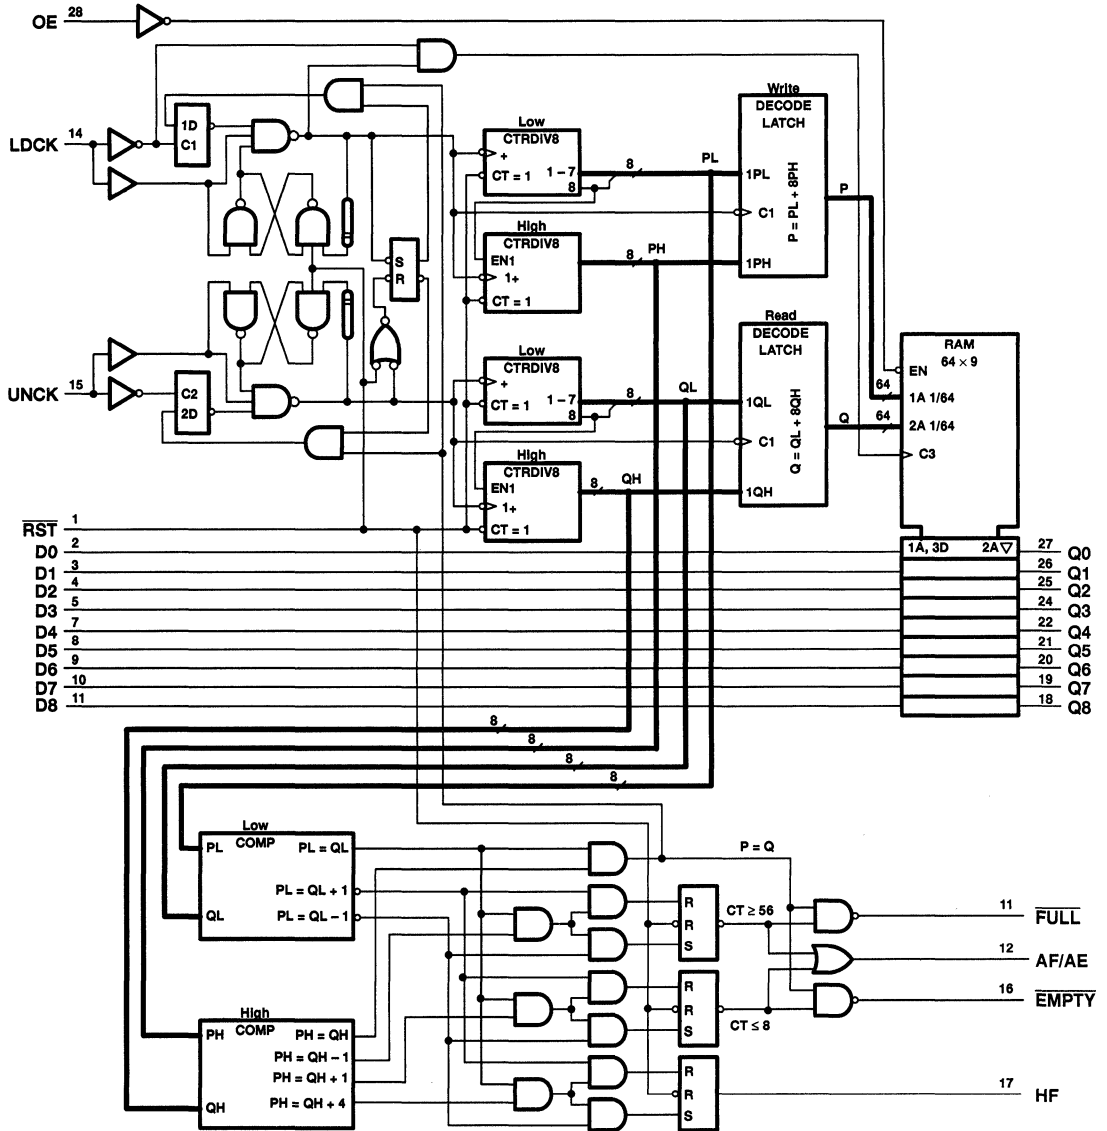 OE 28
LDCK 14
1D
C1
Low
CTRDIV8
+
CT = 1
1 – 7
8
8
PL
Write
DECODE
LATCH
1PL
C1
1PH
P = PL + 8PH
P
High
CTRDIV8
EN1
1+
CT = 1
8
PH
S
R
Low
CTRDIV8
+
CT = 1
1 – 7
8
8
QL
Read
DECODE
LATCH
1QL
C1
1QH
Q = QL + 8QH
Q
High
CTRDIV8
EN1
1+
CT = 1
8
QH
UNCK 15
C2
2D
RAM
64 × 9
EN
64
1A 1/64
64
2A 1/64
C3
1A, 3D 2A ▽
RST 1
D0 2
D1 3
D2 4
D3 5
D4 7
D5 8
D6 9
D7 10
D8 11
27 Q0
26 Q1
25 Q2
24 Q3
22 Q4
21 Q5
20 Q6
19 Q7
18 Q8
8
8
8
8
Low
COMP
PL
QL
PL = QL
PL = QL + 1
PL = QL – 1
High
COMP
PH
QH
PH = QH
PH = QH – 1
PH = QH + 1
PH = QH + 4
P = Q
R
R
S
CT ≥ 56
R
R
S
CT ≤ 8
R
R
S
11 FULL
12 AF/AE
16 EMPTY
17 HF